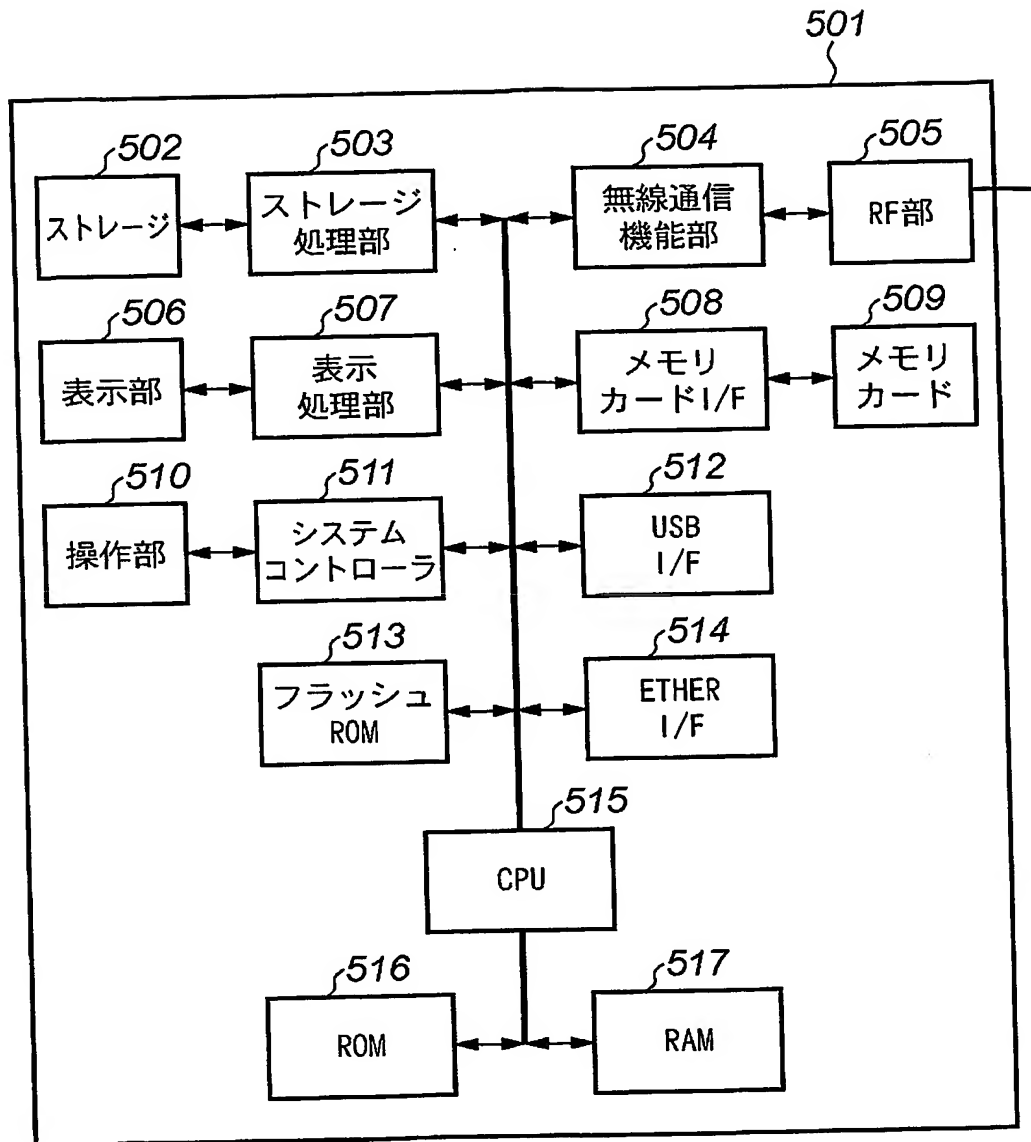 501
502
503
504
505
ストレージ
ストレージ
処理部
無線通信
機能部
RF部
506
507
508
509
表示部
表示
処理部
メモリ
カードI/F
メモリ
カード
510
511
512
操作部
システム
コントローラ
USB
I/F
513
514
フラッシュ
ROM
ETHER
I/F
515
CPU
516
517
ROM
RAM